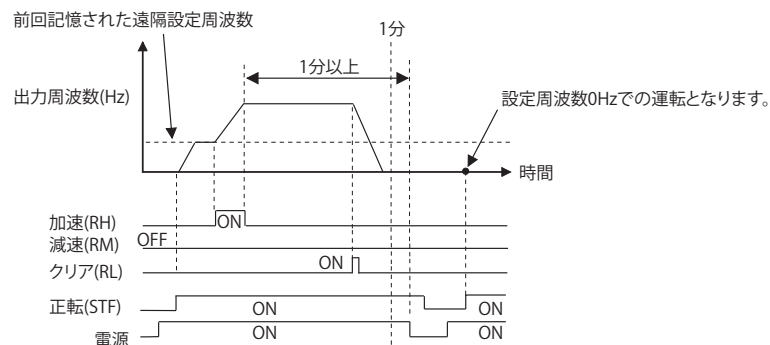 前回記憶された遠隔設定周波数
1分
1分以上
出力周波数(Hz)
設定周波数0Hzでの運転となります。
時間
加速(RH)
ON
減速(RM)
OFF
クリア(RL)
ON
正転(STF)
ON
ON
電源
ON
ON